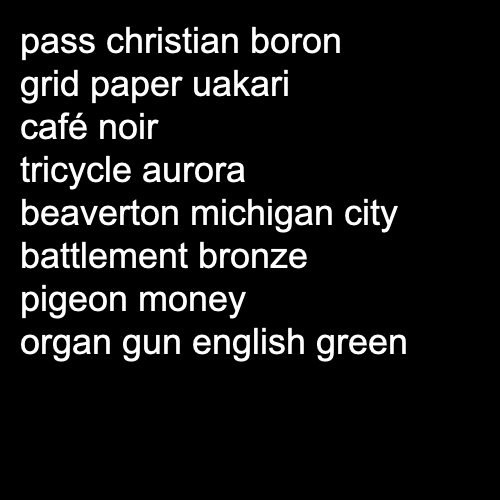 pass christian boron
grid paper uakari
café noir
tricycle aurora
beaverton michigan city
battlement bronze
pigeon money
organ gun english green